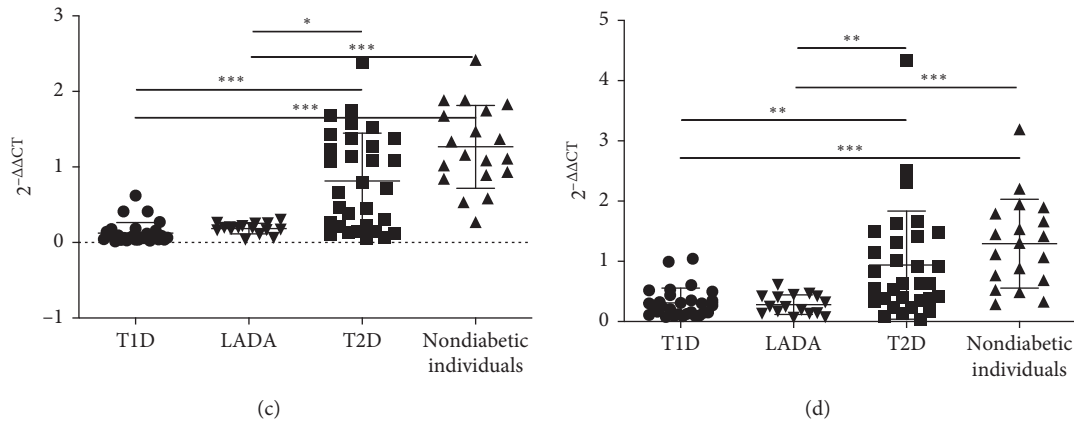 3
2
1
0
−1
2−ΔΔCT
*
***
***
***
T1D
LADA
T2D
Nondiabetic
individuals
(c)
5
4
3
2
1
0
2−ΔΔCT
**
***
**
***
T1D
LADA
T2D
Nondiabetic
individuals
(d)